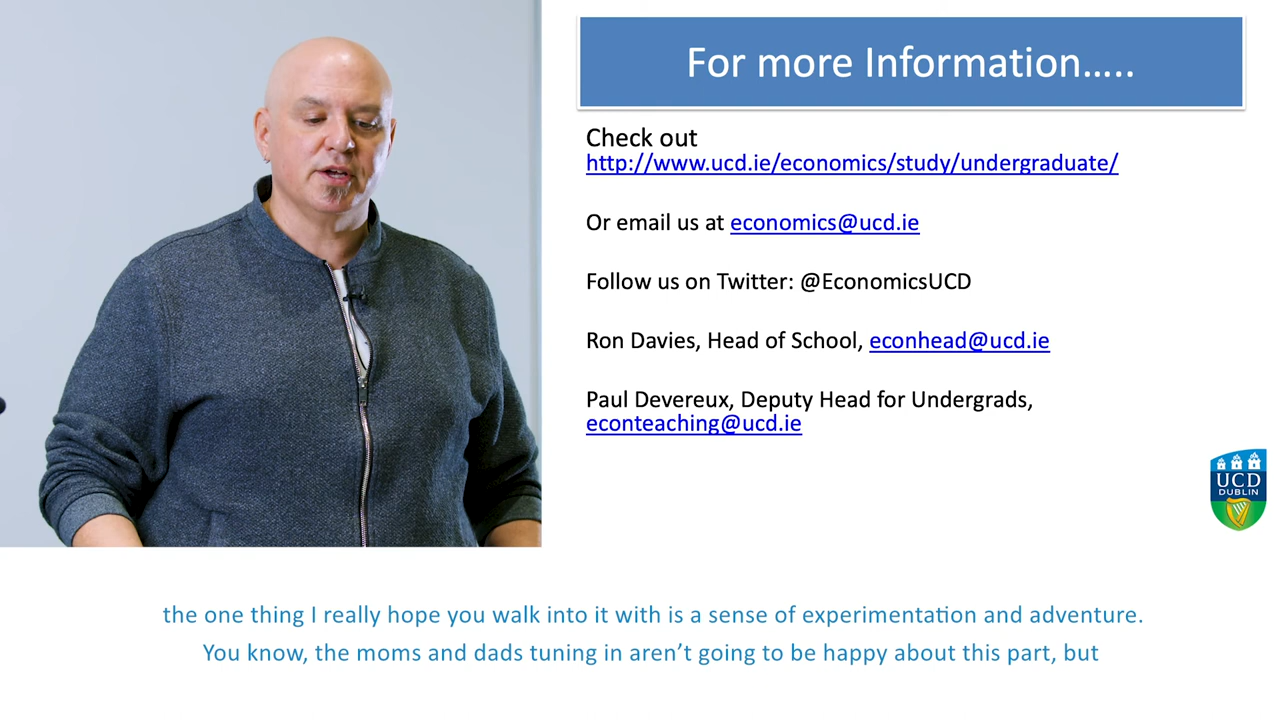 For more Information…..
Check out
http://www.ucd.ie/economics/study/undergraduate/
Or email us at economics@ucd.ie
Follow us on Twitter: @EconomicsUCD
Ron Davies, Head of School, econhead@ucd.ie
Paul Devereux, Deputy Head for Undergrads,
econteaching@ucd.ie
UCD
DUBLIN
the one thing I really hope you walk into it with is a sense of experimentation and adventure.
You know, the moms and dads tuning in aren’t going to be happy about this part, but